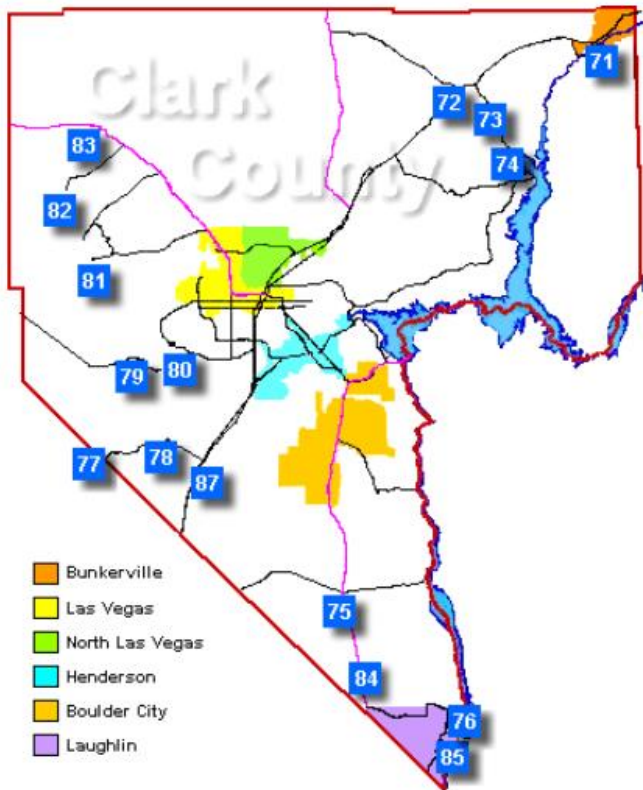 Clark
County
71
72
73
74
83
82
81
79
80
77
78
87
75
84
76
85
Bunkerville
Las Vegas
North Las Vegas
Henderson
Boulder City
Laughlin